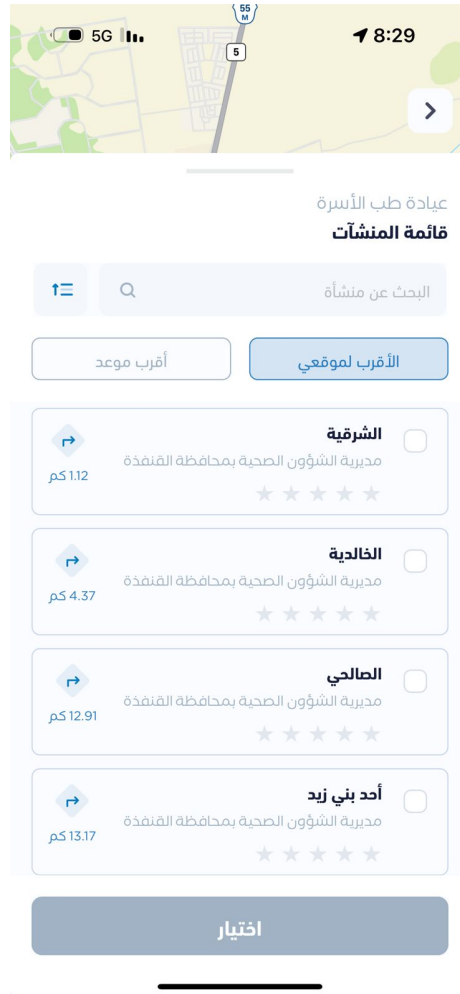 55
M
5G
8:29
5
عيادة طب الأسرة
قائمة المنشآت
البحث عن منشأة
الأقرب لموقعي
أقرب موعد
الشرقية
مديرية الشؤون الصحية بمحافظة القنفذة
1.12 كم
الخالدية
مديرية الشؤون الصحية بمحافظة القنفذة
4.37 كم
الصالحي
مديرية الشؤون الصحية بمحافظة القنفذة
12.91 كم
أحد بني زيد
مديرية الشؤون الصحية بمحافظة القنفذة
13.17 كم
اختيار